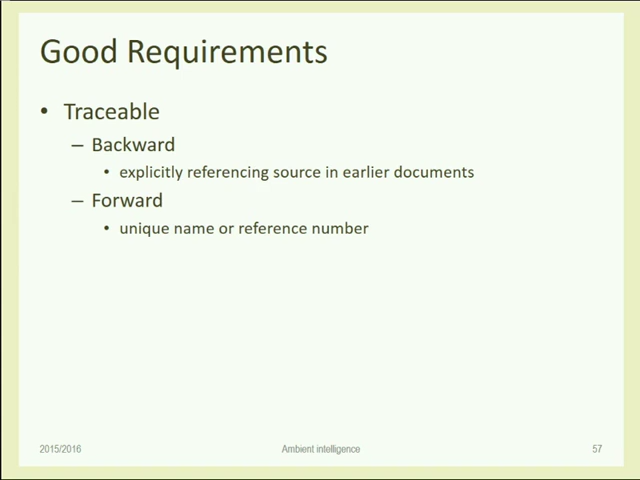 Good Requirements
• Traceable
– Backward
• explicitly referencing source in earlier documents
– Forward
• unique name or reference number
2015/2016
Ambient intelligence
57